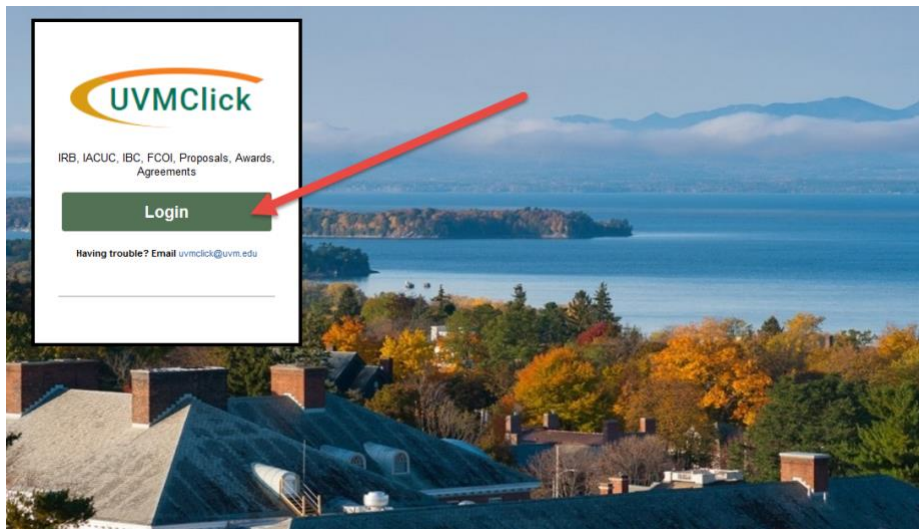 UVMClick
IRB, IACUC, IBC, FCOI, Proposals, Awards,
Agreements
Login
Having trouble? Email uvmclick@uvm.edu